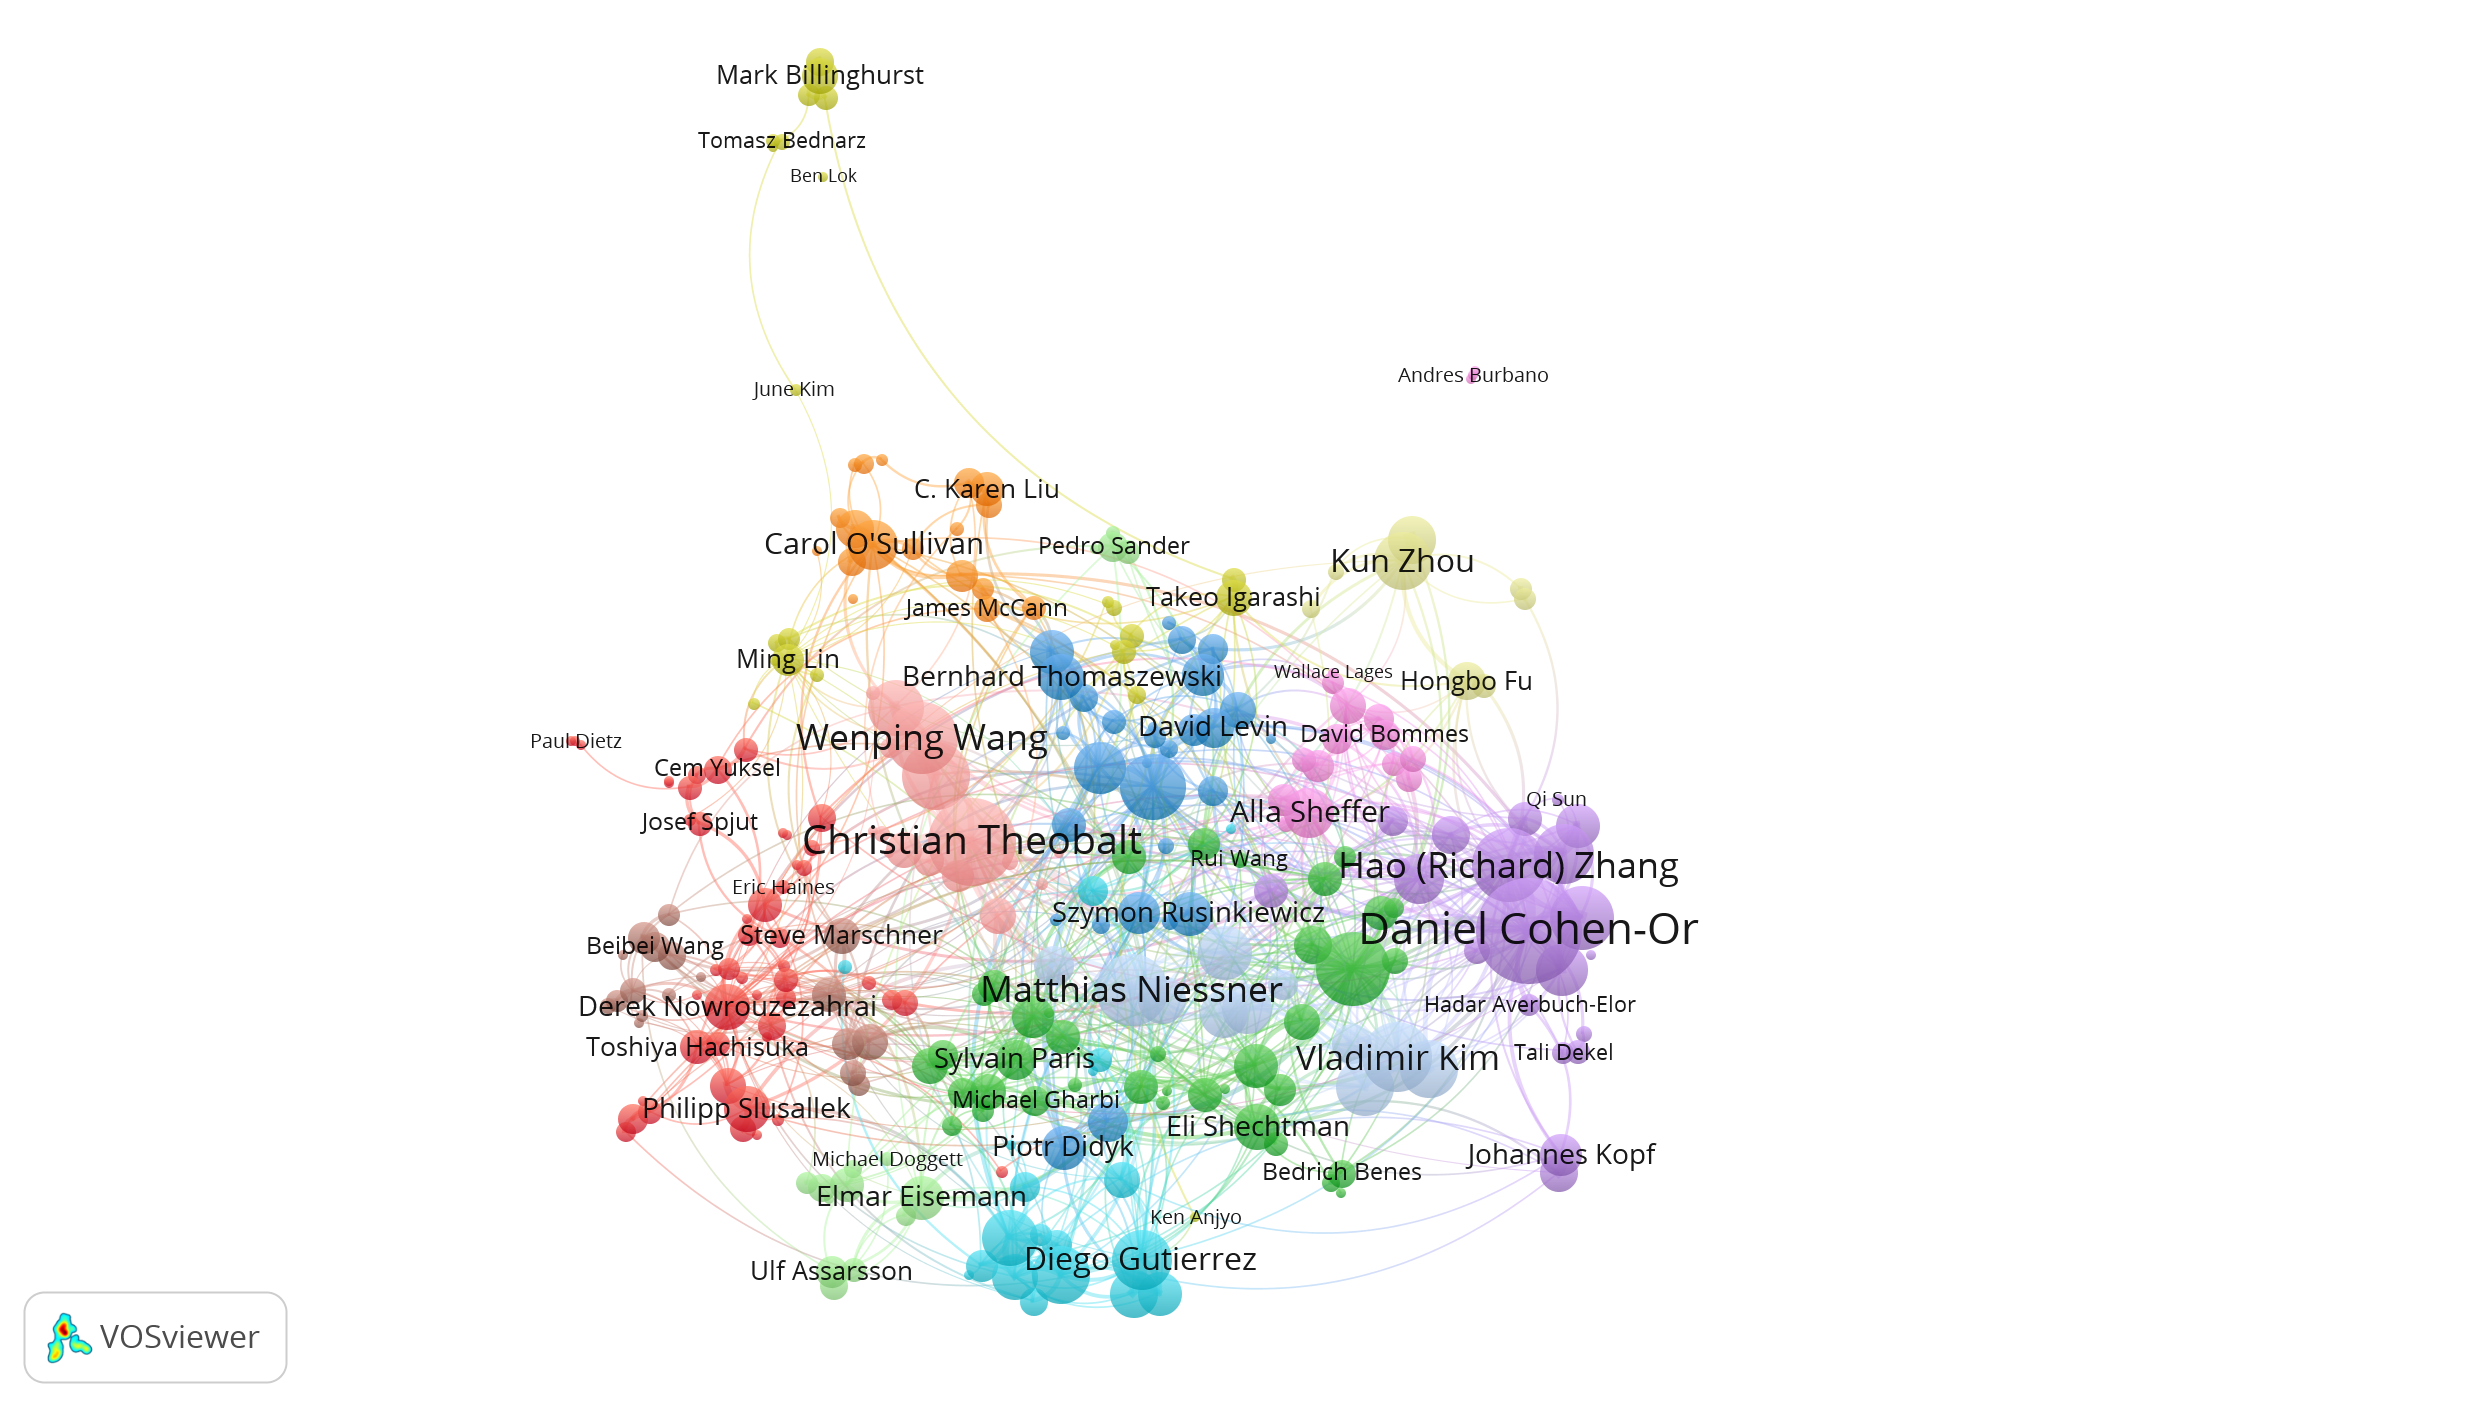 Mark Billinghurst
Tomasz Bednarz
Ben Lok
Andres Burbano
June Kim
C. Karen Liu
Carol O'Sullivan
Pedro Sander
Kun Zhou
Takeo Igarashi
James McCann
Ming Lin
Wallace Lages
Bernhard Thomaszewski
Hongbo Fu
David Levin
David Bommes
Wenping Wang
Paul Dietz
Cem Yuksel
Qi Sun
Alla Sheffer
Josef Spjut
Christian Theobalt
Rui Wang
Hao (Richard) Zhang
Eric Haines
Szymon Rusinkiewicz
Daniel Cohen-Or
Steve Marschner
Beibei Wang
Matthias Niessner
Hadar Averbuch-Elor
Derek Nowrouzezahrai
Toshiya Hachisuka
Sylvain Paris
Vladimir Kim
Tali Dekel
Michael Gharbi
Philipp Slusallek
Eli Shechtman
Piotr Didyk
Johannes Kopf
Michael Doggett
Bedrich Benes
Elmar Eisemann
Ken Anjyo
Diego Gutierrez
Ulf Assarsson
VOSviewer